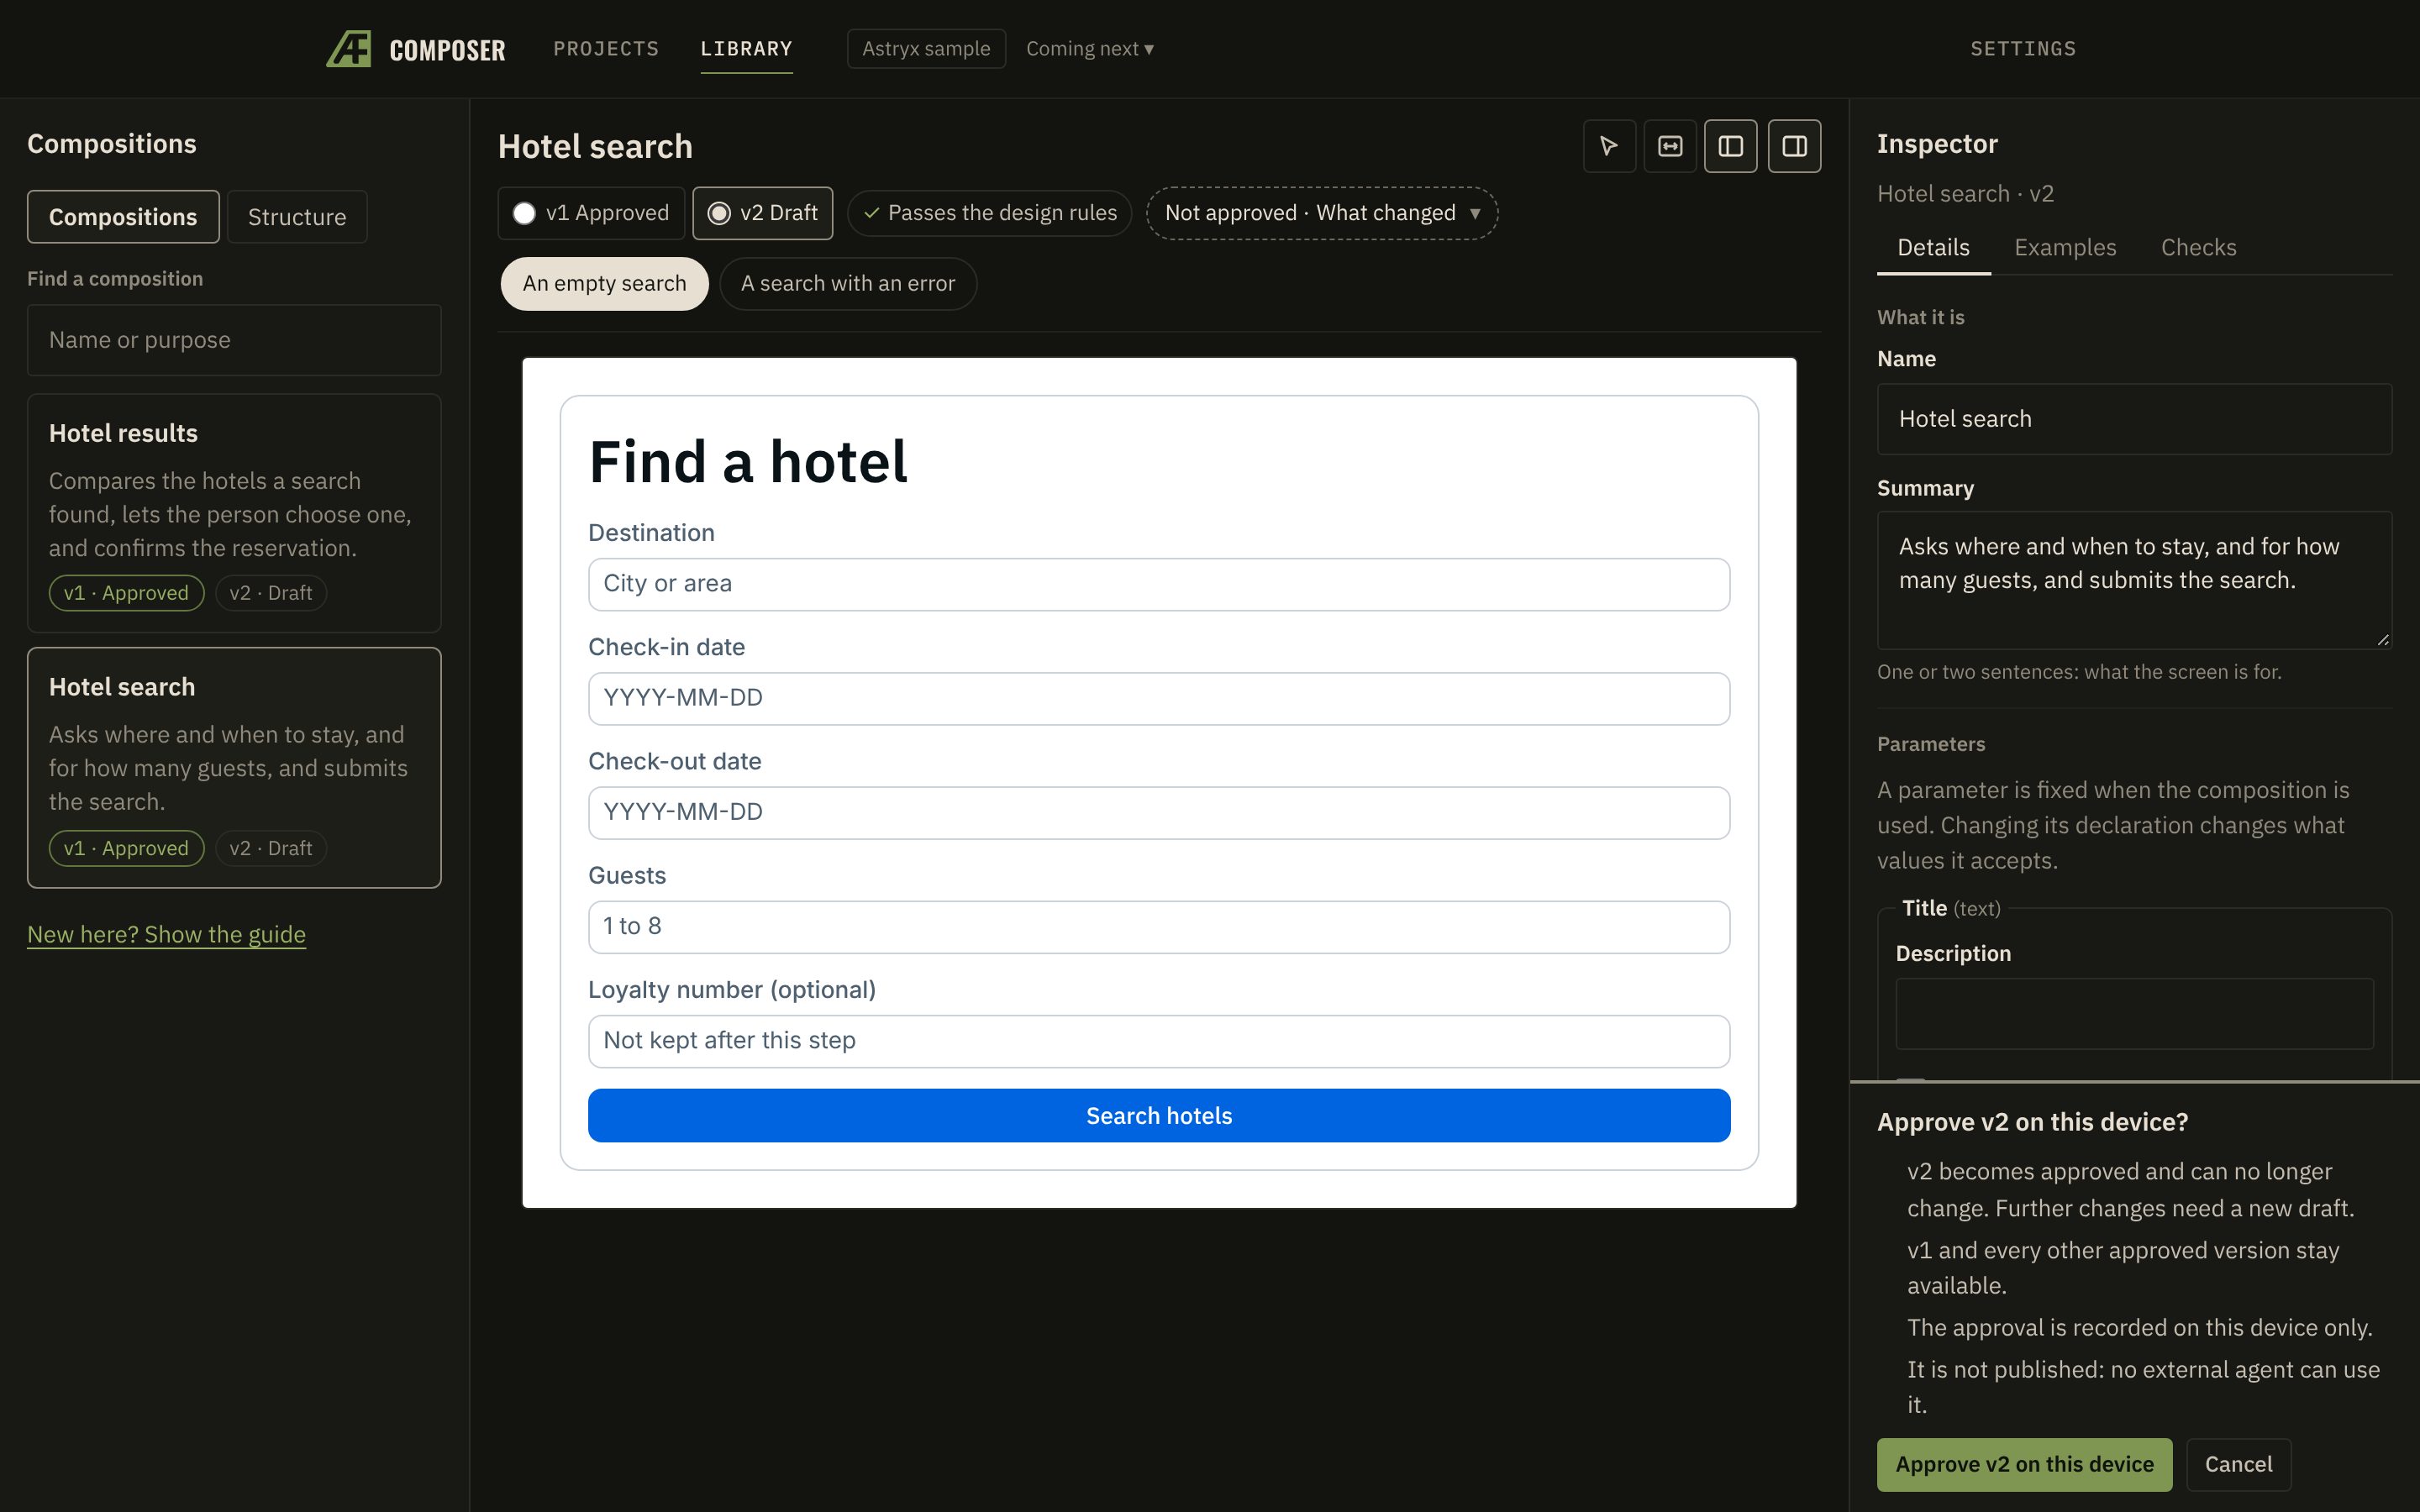 COMPOSER
PROJECTS
LIBRARY
Astryx sample
Coming next ▾
SETTINGS
Compositions
Compositions
Structure
Find a composition
Name or purpose
Hotel results
Compares the hotels a search
found, lets the person choose one,
and confirms the reservation.
v1 · Approved
v2 · Draft
Hotel search
Asks where and when to stay, and
for how many guests, and submits
the search.
v1 · Approved
v2 · Draft
New here? Show the guide
Hotel search
v1 Approved
v2 Draft
✓ Passes the design rules
Not approved · What changed ▾
An empty search
A search with an error
Find a hotel
Destination
City or area
Check-in date
YYYY-MM-DD
Check-out date
YYYY-MM-DD
Guests
1 to 8
Loyalty number (optional)
Not kept after this step
Search hotels
Inspector
Hotel search · v2
Details
Examples
Checks
What it is
Name
Hotel search
Summary
Asks where and when to stay, and for how
many guests, and submits the search.
One or two sentences: what the screen is for.
Parameters
A parameter is fixed when the composition is
used. Changing its declaration changes what
values it accepts.
Title (text)
Description
Approve v2 on this device?
v2 becomes approved and can no longer
change. Further changes need a new draft.
v1 and every other approved version stay
available.
The approval is recorded on this device only.
It is not published: no external agent can use
it.
Approve v2 on this device
Cancel